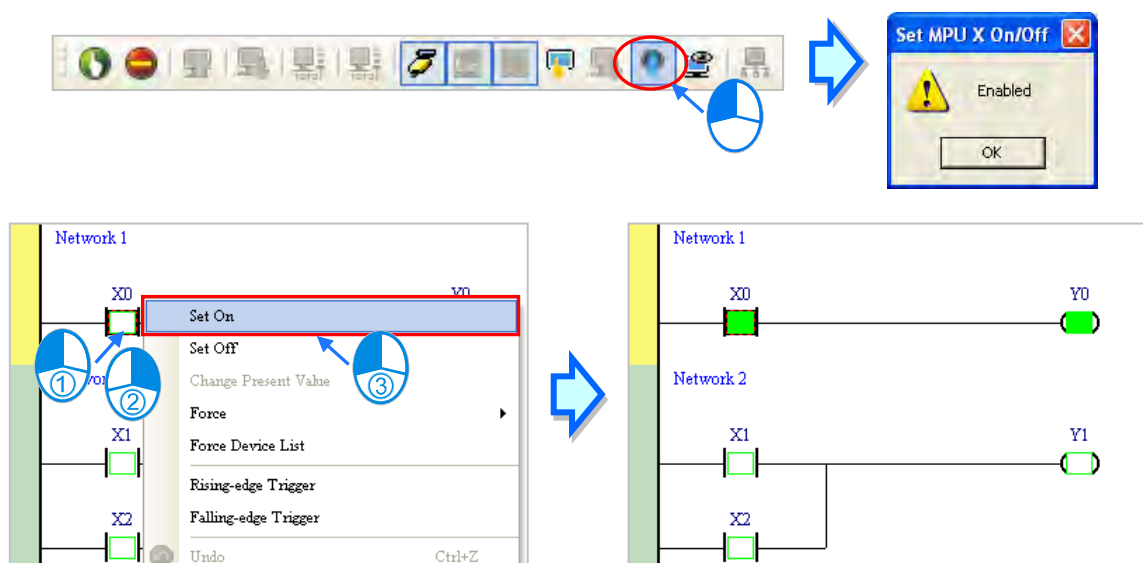 Set MPU X On/Off
Enabled
OK
Network 1
X0
Y0
Set On
Set Off
Change Present Value
Force
Force Device List
Rising-edge Trigger
Falling-edge Trigger
Undo Ctrl+Z
X1
X2
①
②
③
Network 1
X0 Y0
Network 2
X1 Y1
X2